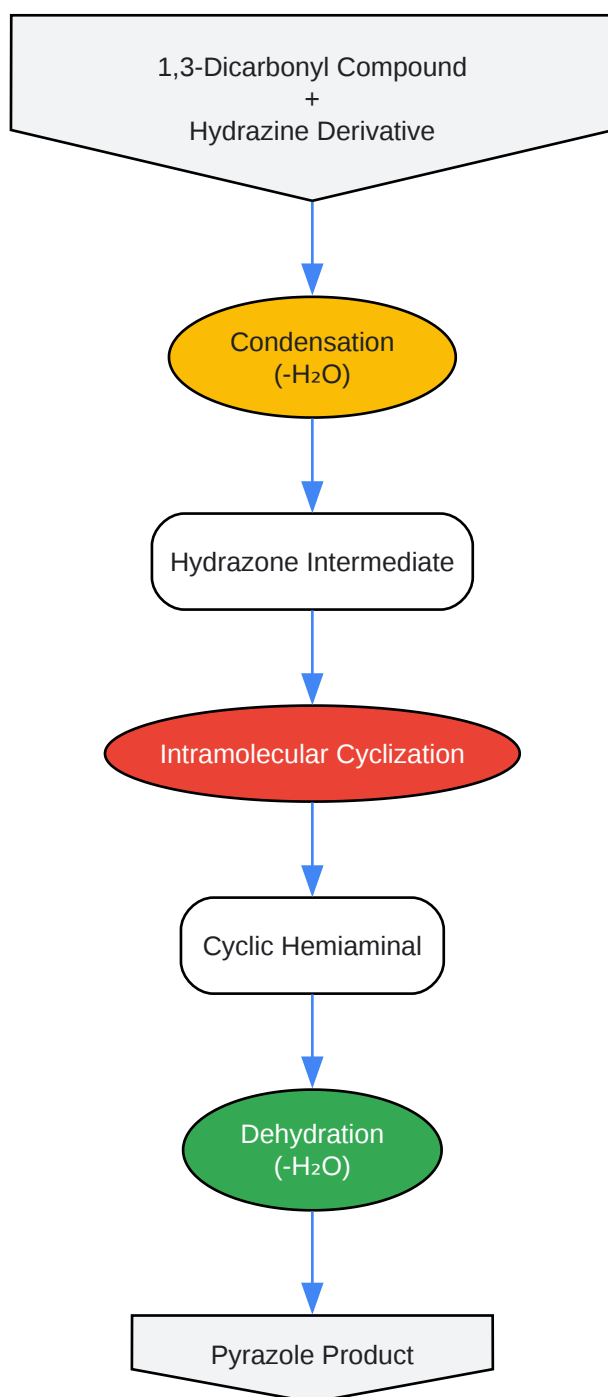 1,3-Dicarbonyl Compound
+
Hydrazine Derivative
Condensation
(-H₂O)
Hydrazone Intermediate
Intramolecular Cyclization
Cyclic Hemiaminal
Dehydration
(-H₂O)
Pyrazole Product